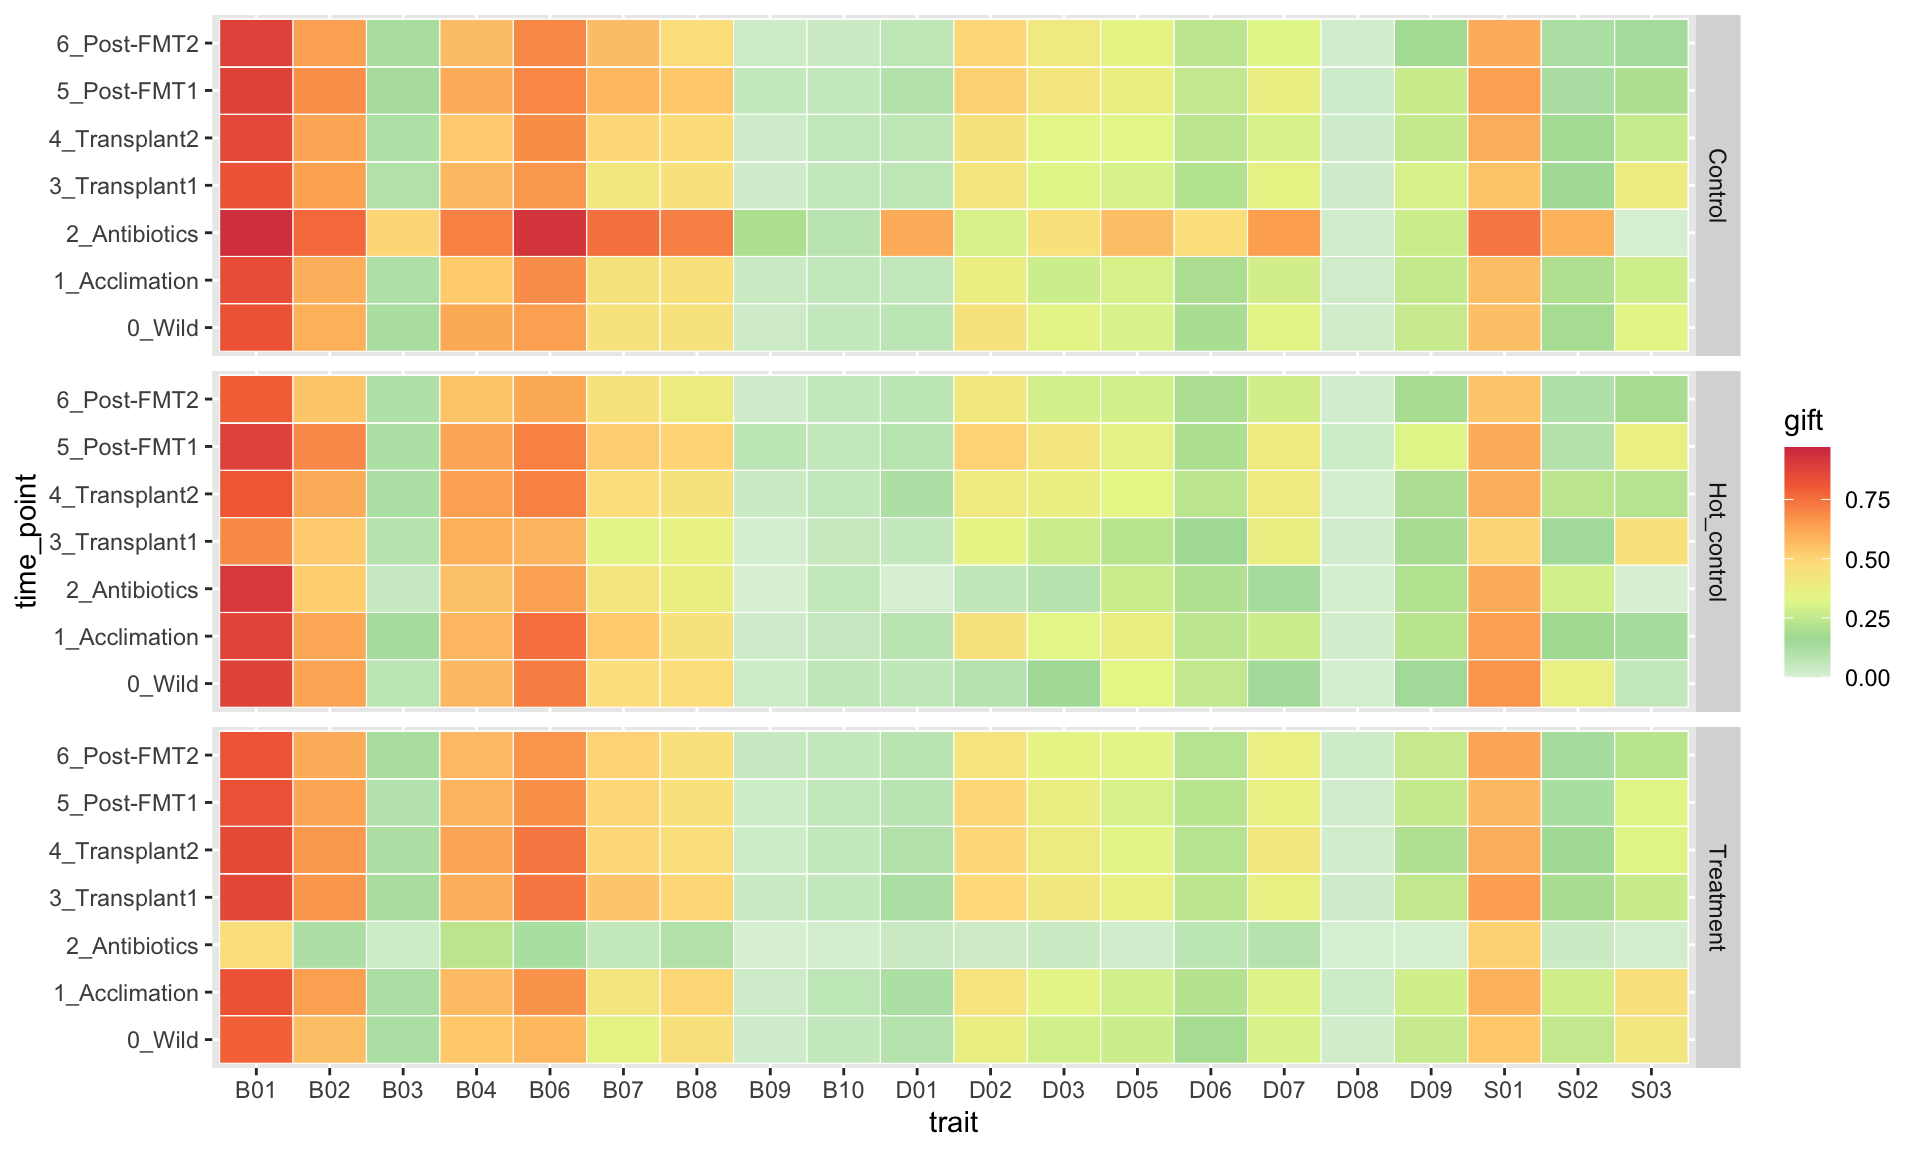 6_Post-FMT2
5_Post-FMT1
4_Transplant2
3_Transplant1
2_Antibiotics
1_Acclimation
0_Wild
Control
6_Post-FMT2
5_Post-FMT1
4_Transplant2
3_Transplant1
2_Antibiotics
1_Acclimation
0_Wild
Hot_control
6_Post-FMT2
5_Post-FMT1
4_Transplant2
3_Transplant1
2_Antibiotics
1_Acclimation
0_Wild
Treatment
time_point
B01 B02 B03 B04 B06 B07 B08 B09 B10 D01 D02 D03 D05 D06 D07 D08 D09 S01 S02 S03
trait
gift
0.75
0.50
0.25
0.00